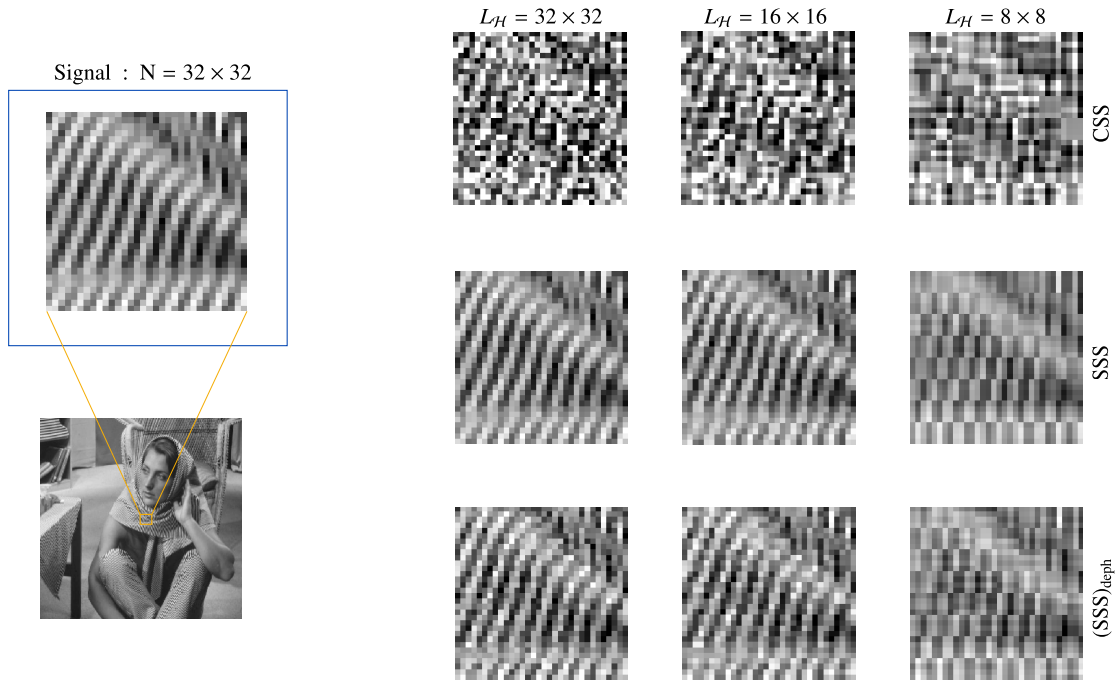 L_ℋ = 32 × 32
L_ℋ = 16 × 16
L_ℋ = 8 × 8
Signal : N = 32 × 32
CSS
SSS
(SSS)_deph